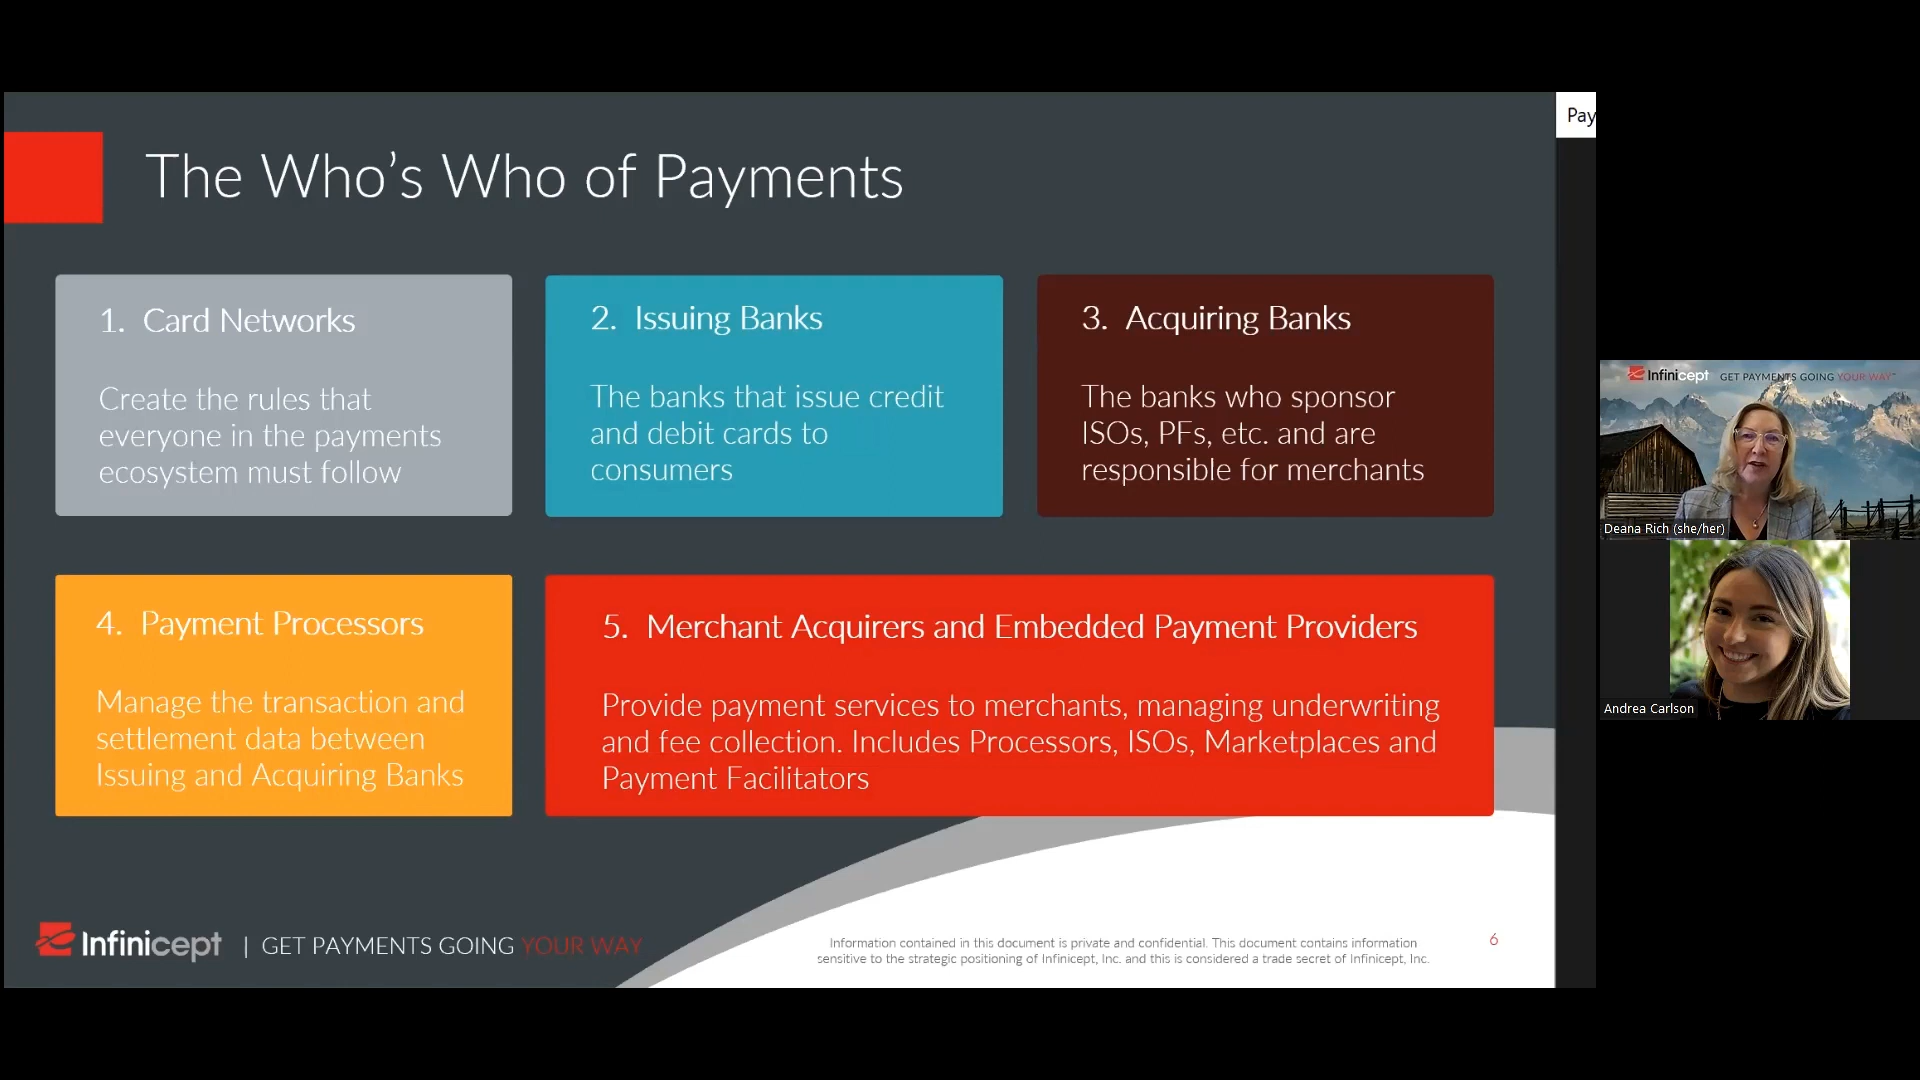 Pay
The Who’s Who of Payments
1. Card Networks
Create the rules that
everyone in the payments
ecosystem must follow
2. Issuing Banks
The banks that issue credit
and debit cards to
consumers
3. Acquiring Banks
The banks who sponsor
ISOs, PFs, etc. and are
responsible for merchants
4. Payment Processors
Manage the transaction and
settlement data between
Issuing and Acquiring Banks
5. Merchant Acquirers and Embedded Payment Providers
Provide payment services to merchants, managing underwriting
and fee collection. Includes Processors, ISOs, Marketplaces and
Payment Facilitators
Infinicept | GET PAYMENTS GOING YOUR WAY
Information contained in this document is private and confidential. This document contains information
sensitive to the strategic positioning of Infinicept, Inc. and this is considered a trade secret of Infinicept, Inc.
6
Infinicept GET PAYMENTS GOING YOUR WAY™
Deana Rich (she/her)
Andrea Carlson